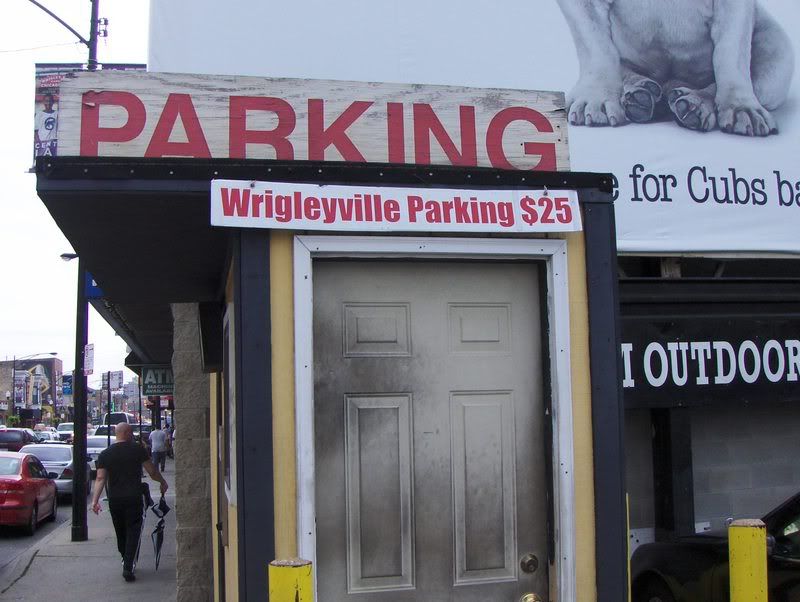 PARKING
for Cubs
Wrigleyville Parking $25
OUTDOOR
ATM